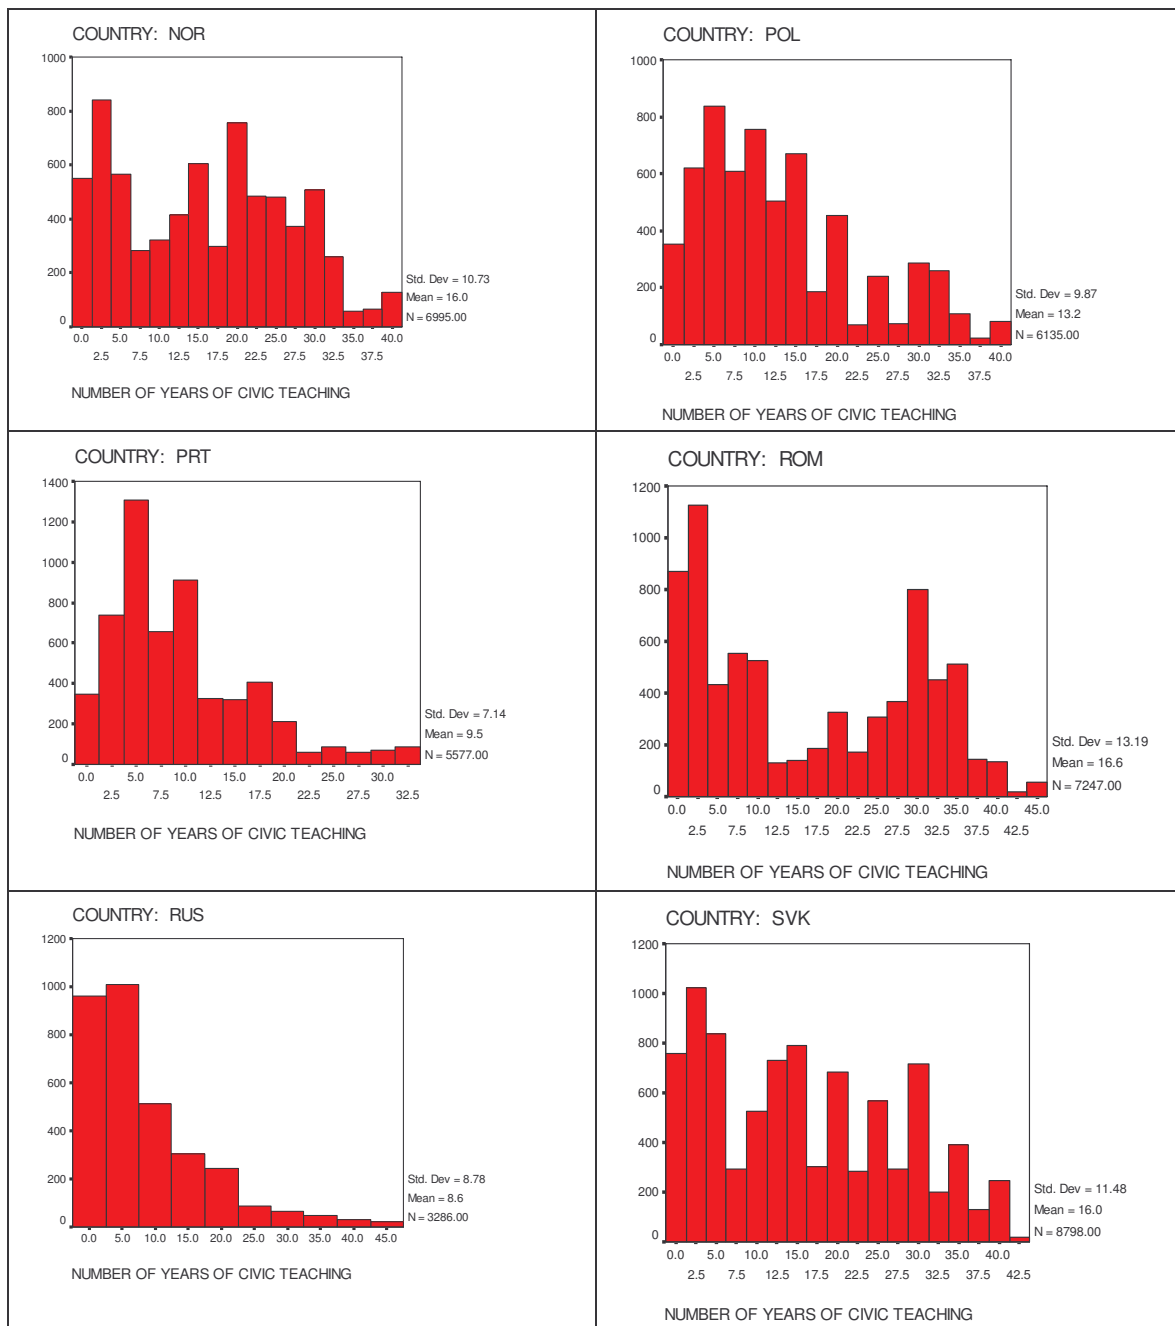 COUNTRY: NOR
1000
800
600
400
200
0
Std. Dev = 10.73
Mean = 16.0
N = 6995.00
0.0 5.0 10.0 15.0 20.0 25.0 30.0 35.0 40.0
2.5 7.5 12.5 17.5 22.5 27.5 32.5 37.5
NUMBER OF YEARS OF CIVIC TEACHING
COUNTRY: POL
1000
800
600
400
200
0
Std. Dev = 9.87
Mean = 13.2
N = 6135.00
0.0 5.0 10.0 15.0 20.0 25.0 30.0 35.0 40.0
2.5 7.5 12.5 17.5 22.5 27.5 32.5 37.5
NUMBER OF YEARS OF CIVIC TEACHING
COUNTRY: PRT
1400
1200
1000
800
600
400
200
0
Std. Dev = 7.14
Mean = 9.5
N = 5577.00
0.0 5.0 10.0 15.0 20.0 25.0 30.0
2.5 7.5 12.5 17.5 22.5 27.5 32.5
NUMBER OF YEARS OF CIVIC TEACHING
COUNTRY: ROM
1200
1000
800
600
400
200
0
Std. Dev = 13.19
Mean = 16.6
N = 7247.00
0.0 5.0 10.0 15.0 20.0 25.0 30.0 35.0 40.0 45.0
2.5 7.5 12.5 17.5 22.5 27.5 32.5 37.5 42.5
NUMBER OF YEARS OF CIVIC TEACHING
COUNTRY: RUS
1200
1000
800
600
400
200
0
Std. Dev = 8.78
Mean = 8.6
N = 3286.00
0.0 5.0 10.0 15.0 20.0 25.0 30.0 35.0 40.0 45.0
NUMBER OF YEARS OF CIVIC TEACHING
COUNTRY: SVK
1200
1000
800
600
400
200
0
Std. Dev = 11.48
Mean = 16.0
N = 8798.00
0.0 5.0 10.0 15.0 20.0 25.0 30.0 35.0 40.0
2.5 7.5 12.5 17.5 22.5 27.5 32.5 37.5 42.5
NUMBER OF YEARS OF CIVIC TEACHING